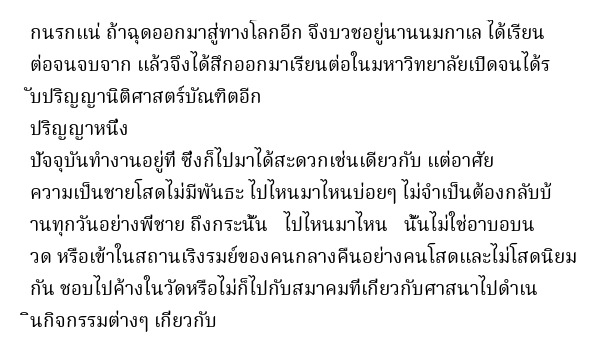 กนรกแน่ ถ้าฉุดออกมาสู่ทางโลกอีก จึงบวชอยู่นานนมกาเล ได้เรียน
ต่อจนจบจาก แล้วจึงได้สึกออกมาเรียนต่อในมหาวิทยาลัยเปิดจนได้ร
ับปริญญานิติศาสตร์บัณฑิตอีก
ปริญญาหนึ่ง
ปัจจุบันทำงานอยู่ที่ ซึ่งก็ไปมาได้สะดวกเช่นเดียวกับ แต่อาศัย
ความเป็นชายโสดไม่มีพันธะ ไปไหนมาไหนบ่อยๆ ไม่จำเป็นต้องกลับบ้
านทุกวันอย่างพี่ชาย ถึงกระนั้น   ไปไหนมาไหน   นั้นไม่ใช่อาบอบน
วด หรือเข้าในสถานเริงรมย์ของคนกลางคืนอย่างคนโสดและไม่โสดนิยม
กัน ชอบไปค้างในวัดหรือไม่ก็ไปกับสมาคมที่เกี่ยวกับศาสนาไปดำเน
ินกิจกรรมต่างๆ เกี่ยวกับ